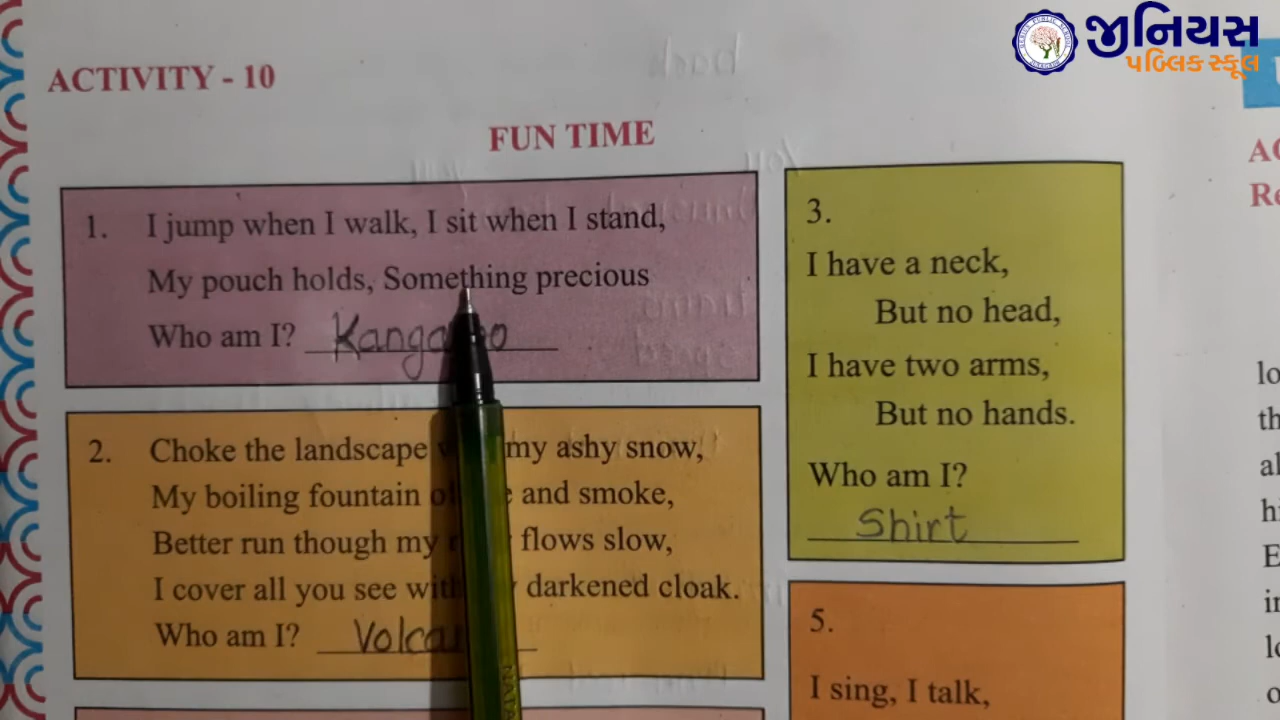 જીનિયસ
પબ્લિક સ્કૂલ
ACTIVITY - 10
FUN TIME
1. I jump when I walk, I sit when I stand,
My pouch holds, Something precious
Who am I?
2. Choke the landscape my ashy snow,
My boiling fountain and smoke,
Better run though my flows slow,
I cover all you see darkened cloak.
Who am I?
3.
I have a neck,
But no head,
I have two arms,
But no hands.
Who am I?
Shirt
5.
I sing, I talk,